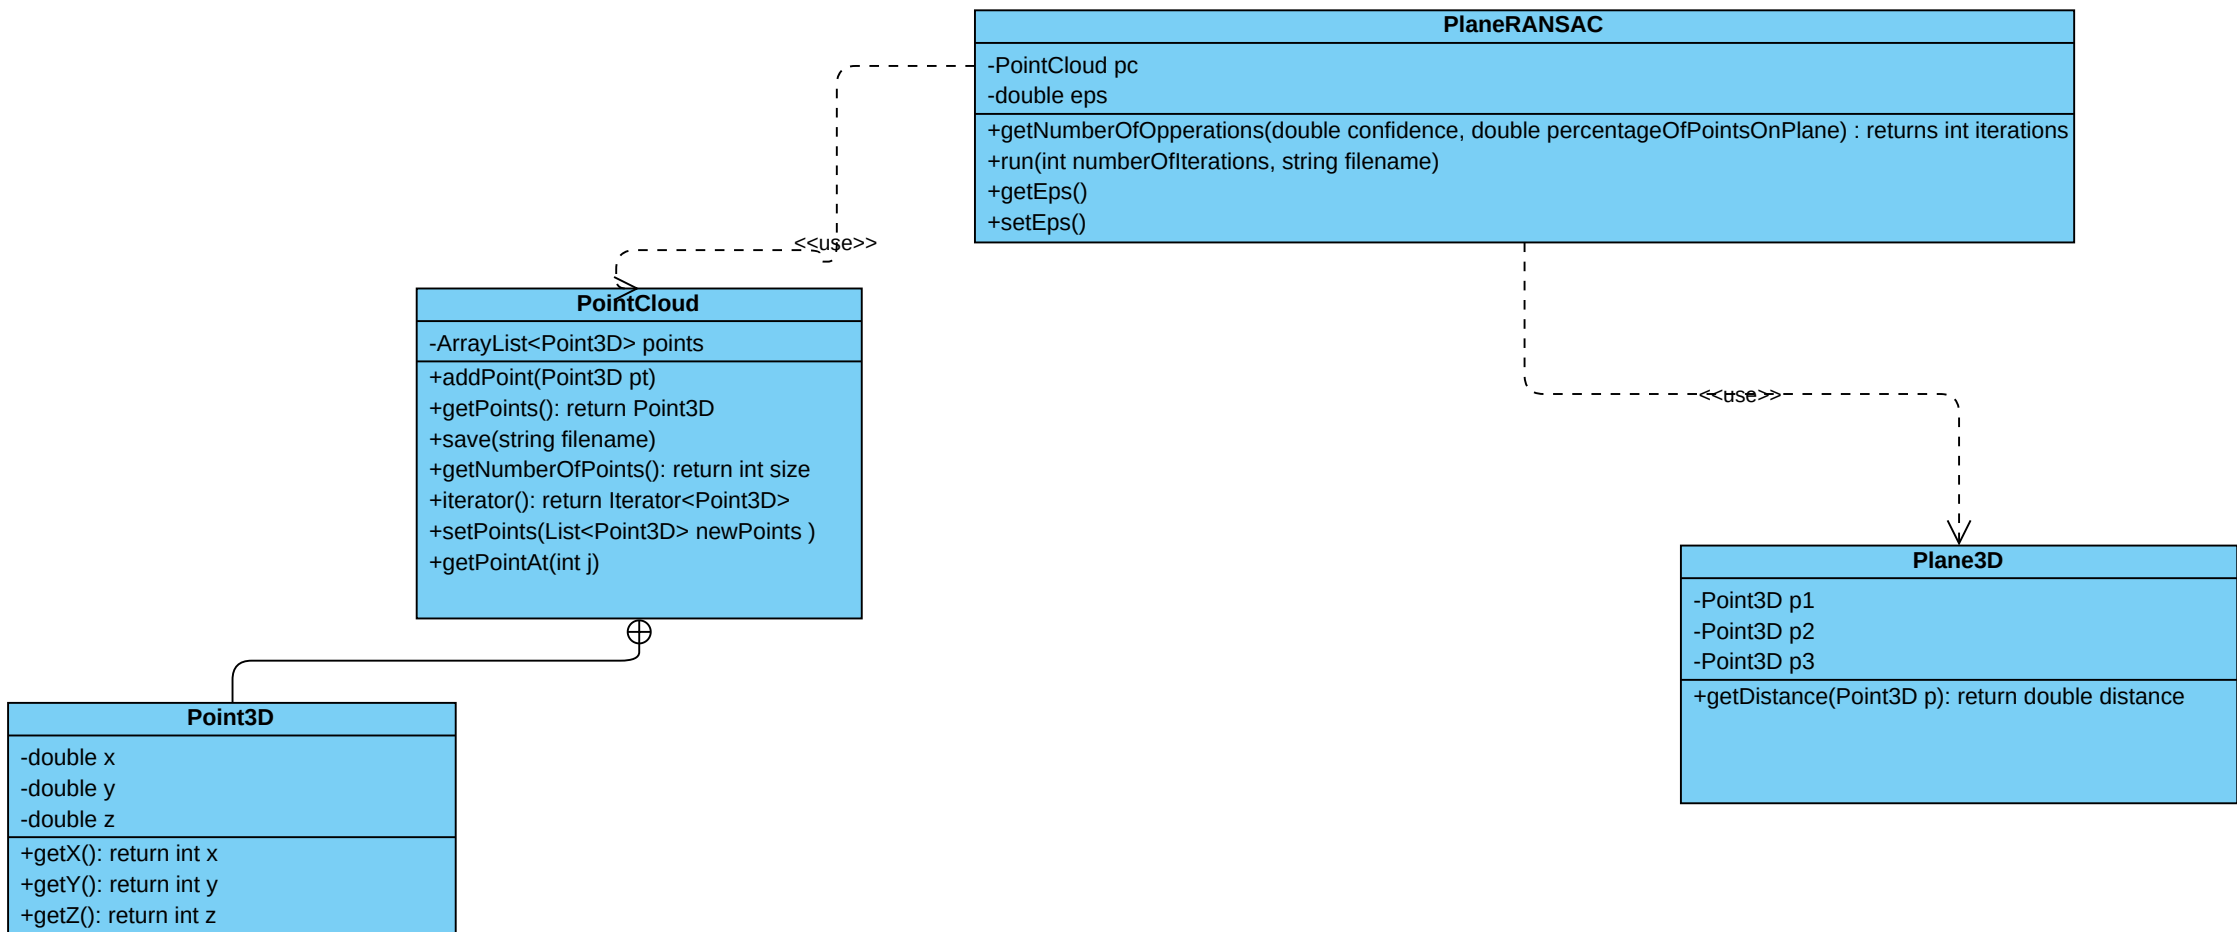 PlaneRANSAC
-PointCloud pc
-double eps
+getNumberOfOpperations(double confidence, double percentageOfPointsOnPlane) : returns int iterations
+run(int numberOfIterations, string filename)
+getEps()
+setEps()
<<use>>
PointCloud
-ArrayList<Point3D> points
+addPoint(Point3D pt)
+getPoints(): return Point3D
+save(string filename)
+getNumberOfPoints(): return int size
+iterator(): return Iterator<Point3D>
+setPoints(List<Point3D> newPoints )
+getPointAt(int j)
<<use>>
Plane3D
-Point3D p1
-Point3D p2
-Point3D p3
+getDistance(Point3D p): return double distance
Point3D
-double x
-double y
-double z
+getX(): return int x
+getY(): return int y
+getZ(): return int z